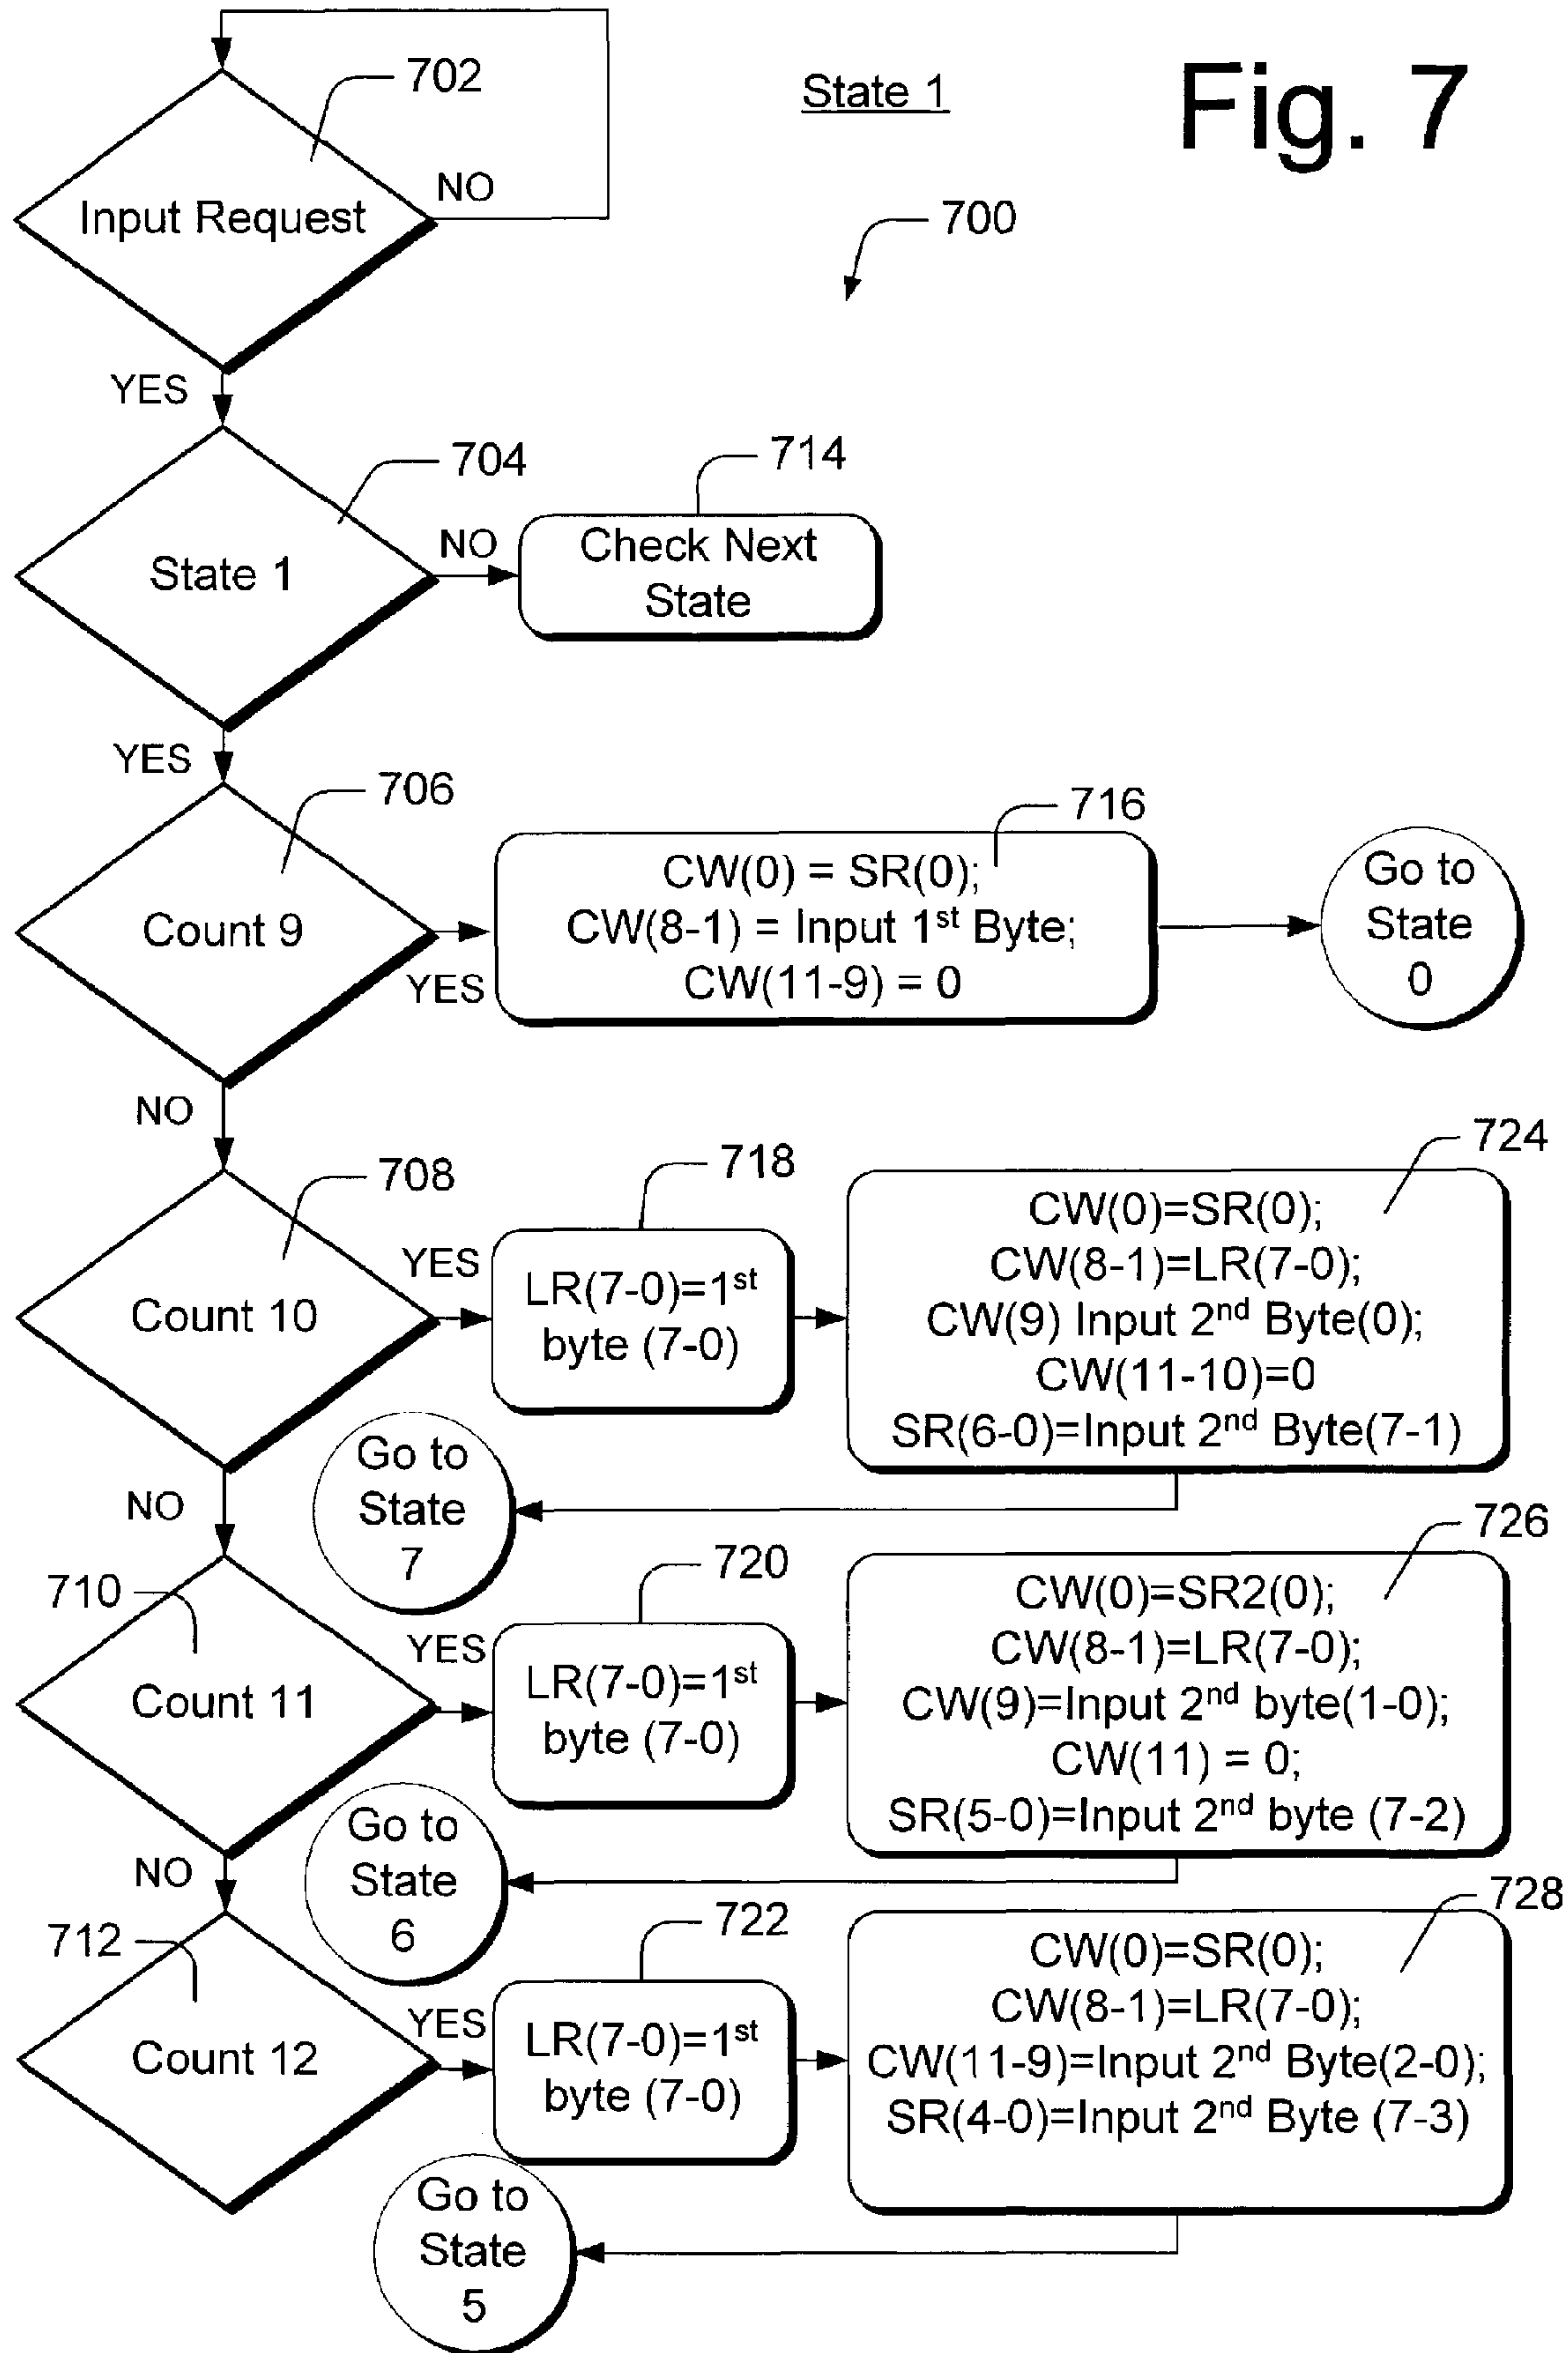 Fig. 7
State 1
700
702
Input Request
NO
YES
704
State 1
NO
714
Check Next
State
YES
706
Count 9
YES
716
CW(0) = SR(0);
CW(8-1) = Input 1st Byte;
CW(11-9) = 0
Go to
State
0
NO
708
Count 10
YES
718
LR(7-0)=1st
byte (7-0)
724
CW(0)=SR(0);
CW(8-1)=LR(7-0);
CW(9) Input 2nd Byte(0);
CW(11-10)=0
SR(6-0)=Input 2nd Byte(7-1)
Go to
State
7
NO
710
Count 11
YES
720
LR(7-0)=1st
byte (7-0)
726
CW(0)=SR2(0);
CW(8-1)=LR(7-0);
CW(9)=Input 2nd byte(1-0);
CW(11) = 0;
SR(5-0)=Input 2nd byte (7-2)
Go to
State
6
NO
712
Count 12
YES
722
LR(7-0)=1st
byte (7-0)
728
CW(0)=SR(0);
CW(8-1)=LR(7-0);
CW(11-9)=Input 2nd Byte(2-0);
SR(4-0)=Input 2nd Byte (7-3)
Go to
State
5